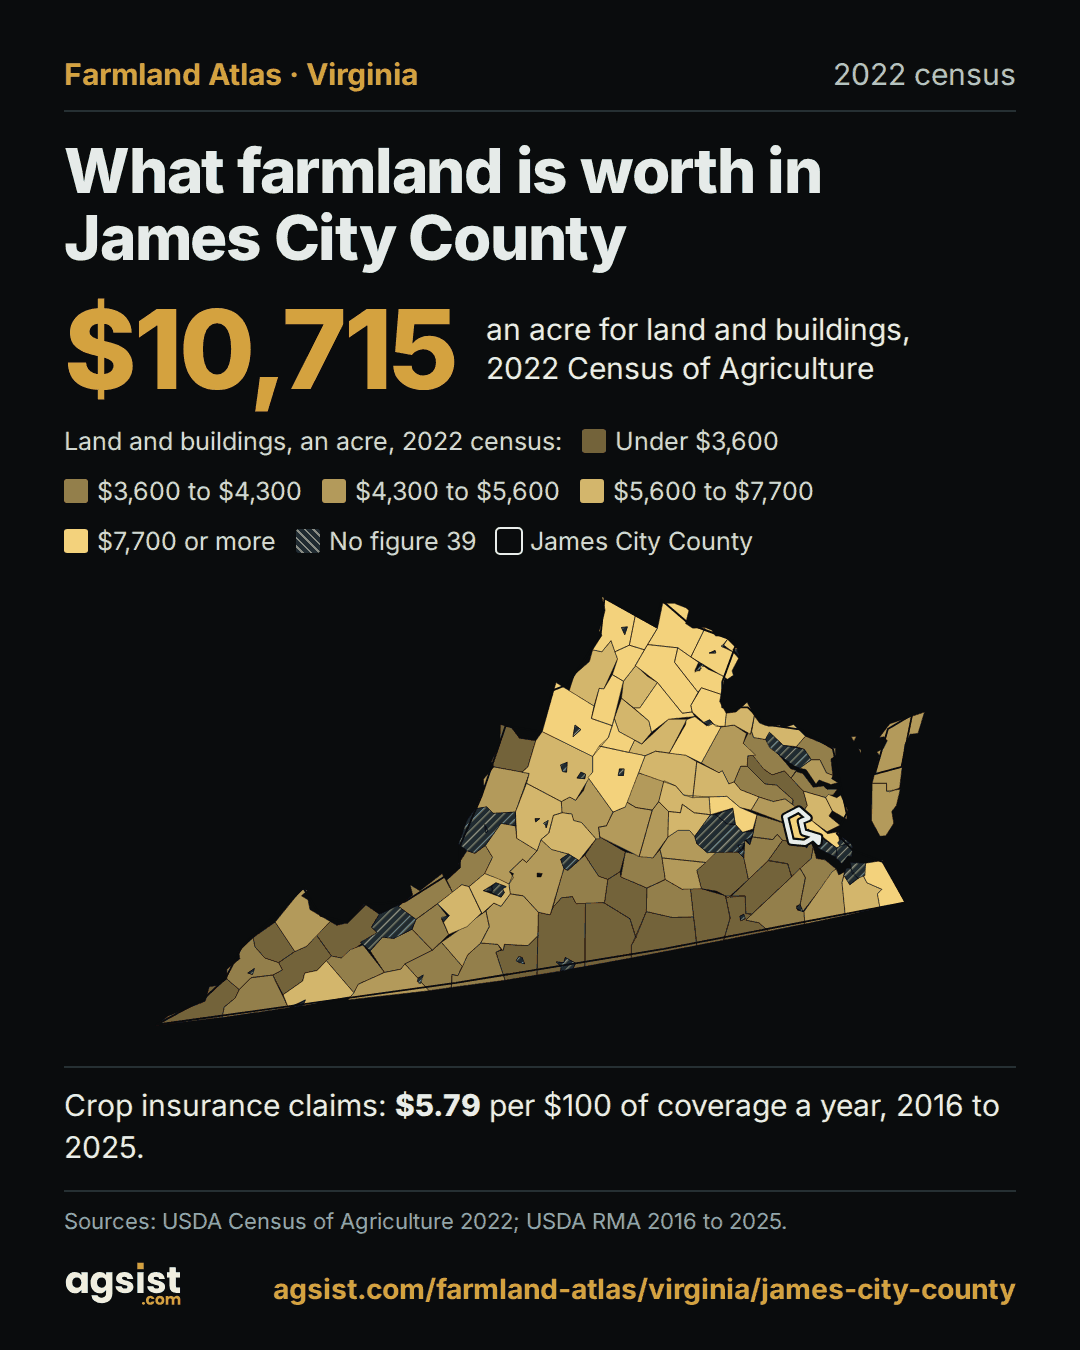 Farmland Atlas · Virginia
2022 census
What farmland is worth in
James City County
$10,715
an acre for land and buildings,
2022 Census of Agriculture
Land and buildings, an acre, 2022 census: Under $3,600
$3,600 to $4,300 $4,300 to $5,600 $5,600 to $7,700
$7,700 or more No figure 39 James City County
Crop insurance claims: $5.79 per $100 of coverage a year, 2016 to
2025.
Sources: USDA Census of Agriculture 2022; USDA RMA 2016 to 2025.
agsist
.com
agsist.com/farmland-atlas/virginia/james-city-county